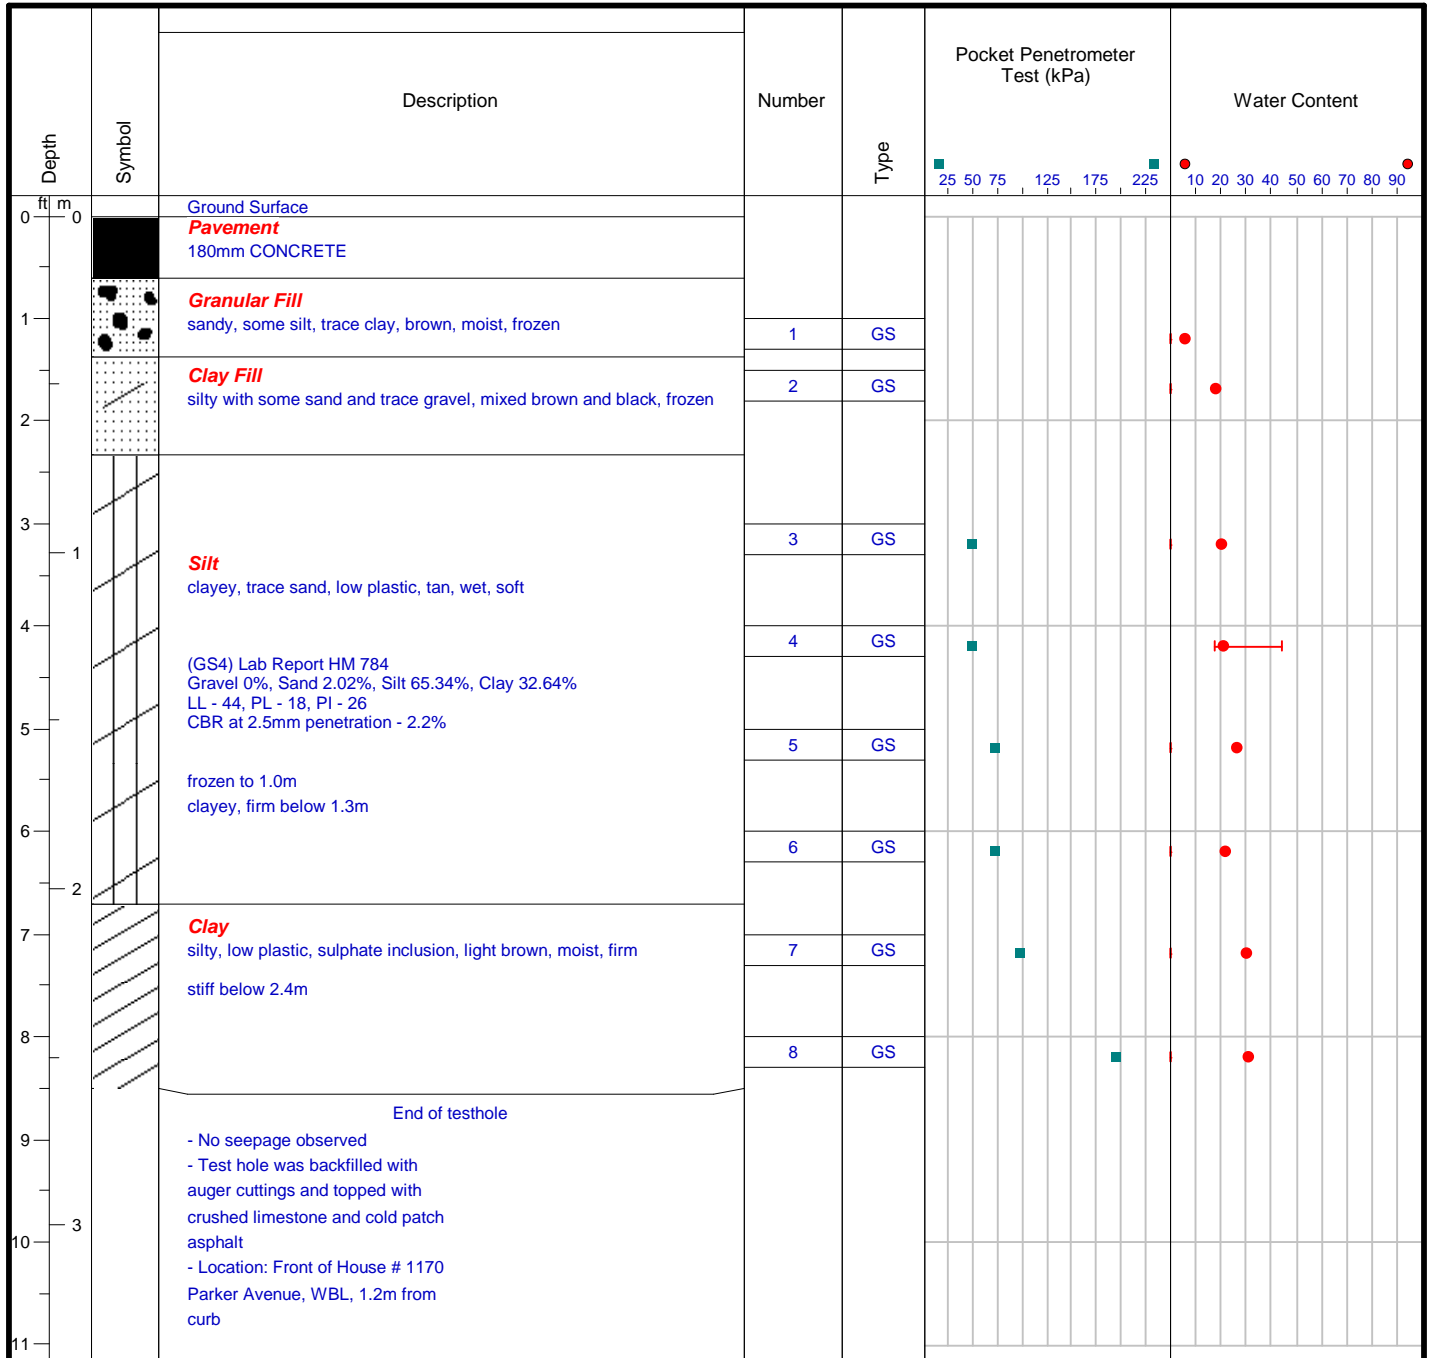 Depth
Symbol
Description
Number
Type
Pocket Penetrometer
Test (kPa)
Water Content
25 50 75 125 175 225
10 20 30 40 50 60 70 80 90
ft m
0 0
Ground Surface
Pavement
180mm CONCRETE
Granular Fill
sandy, some silt, trace clay, brown, moist, frozen
1
1 GS
Clay Fill
silty with some sand and trace gravel, mixed brown and black, frozen
2 GS
2
3
3 GS
1
Silt
clayey, trace sand, low plastic, tan, wet, soft
4
4 GS
(GS4) Lab Report HM 784
Gravel 0%, Sand 2.02%, Silt 65.34%, Clay 32.64%
LL - 44, PL - 18, PI - 26
CBR at 2.5mm penetration - 2.2%
5
5 GS
frozen to 1.0m
clayey, firm below 1.3m
6
6 GS
2
Clay
7
silty, low plastic, sulphate inclusion, light brown, moist, firm
7 GS
stiff below 2.4m
8
8 GS
End of testhole
9
- No seepage observed
- Test hole was backfilled with
auger cuttings and topped with
crushed limestone and cold patch
3
asphalt
10
- Location: Front of House # 1170
Parker Avenue, WBL, 1.2m from
curb
11